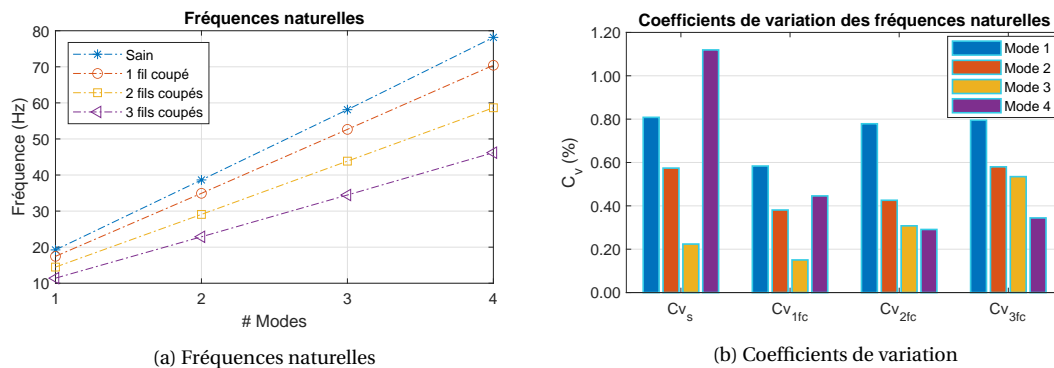 Fréquences naturelles
80
70
60
50
40
30
20
10
Fréquence (Hz)
Sain
1 fil coupé
2 fils coupés
3 fils coupés
1
2
3
4
# Modes
(a) Fréquences naturelles
Coefficients de variation des fréquences naturelles
1.20
1.00
0.80
0.60
0.40
0.20
0.00
C_v (%)
Mode 1
Mode 2
Mode 3
Mode 4
Cv_s
Cv_1fc
Cv_2fc
Cv_3fc
(b) Coefficients de variation